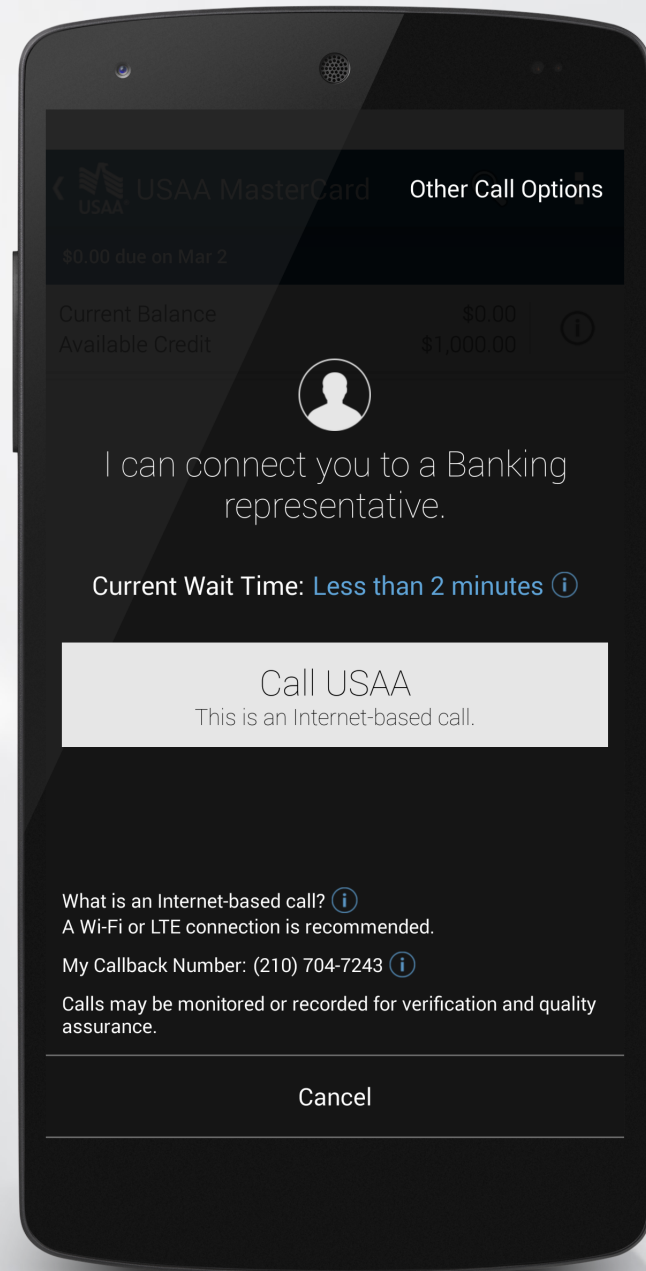 Other Call Options
USAA MasterCard
USAA
$0.00 due on Mar 2
Current Balance $0.00
Available Credit $1,000.00
I can connect you to a Banking
representative.
Current Wait Time: Less than 2 minutes
Call USAA
This is an Internet-based call.
What is an Internet-based call?
A Wi-Fi or LTE connection is recommended.
My Callback Number: (210) 704-7243
Calls may be monitored or recorded for verification and quality
assurance.
Cancel